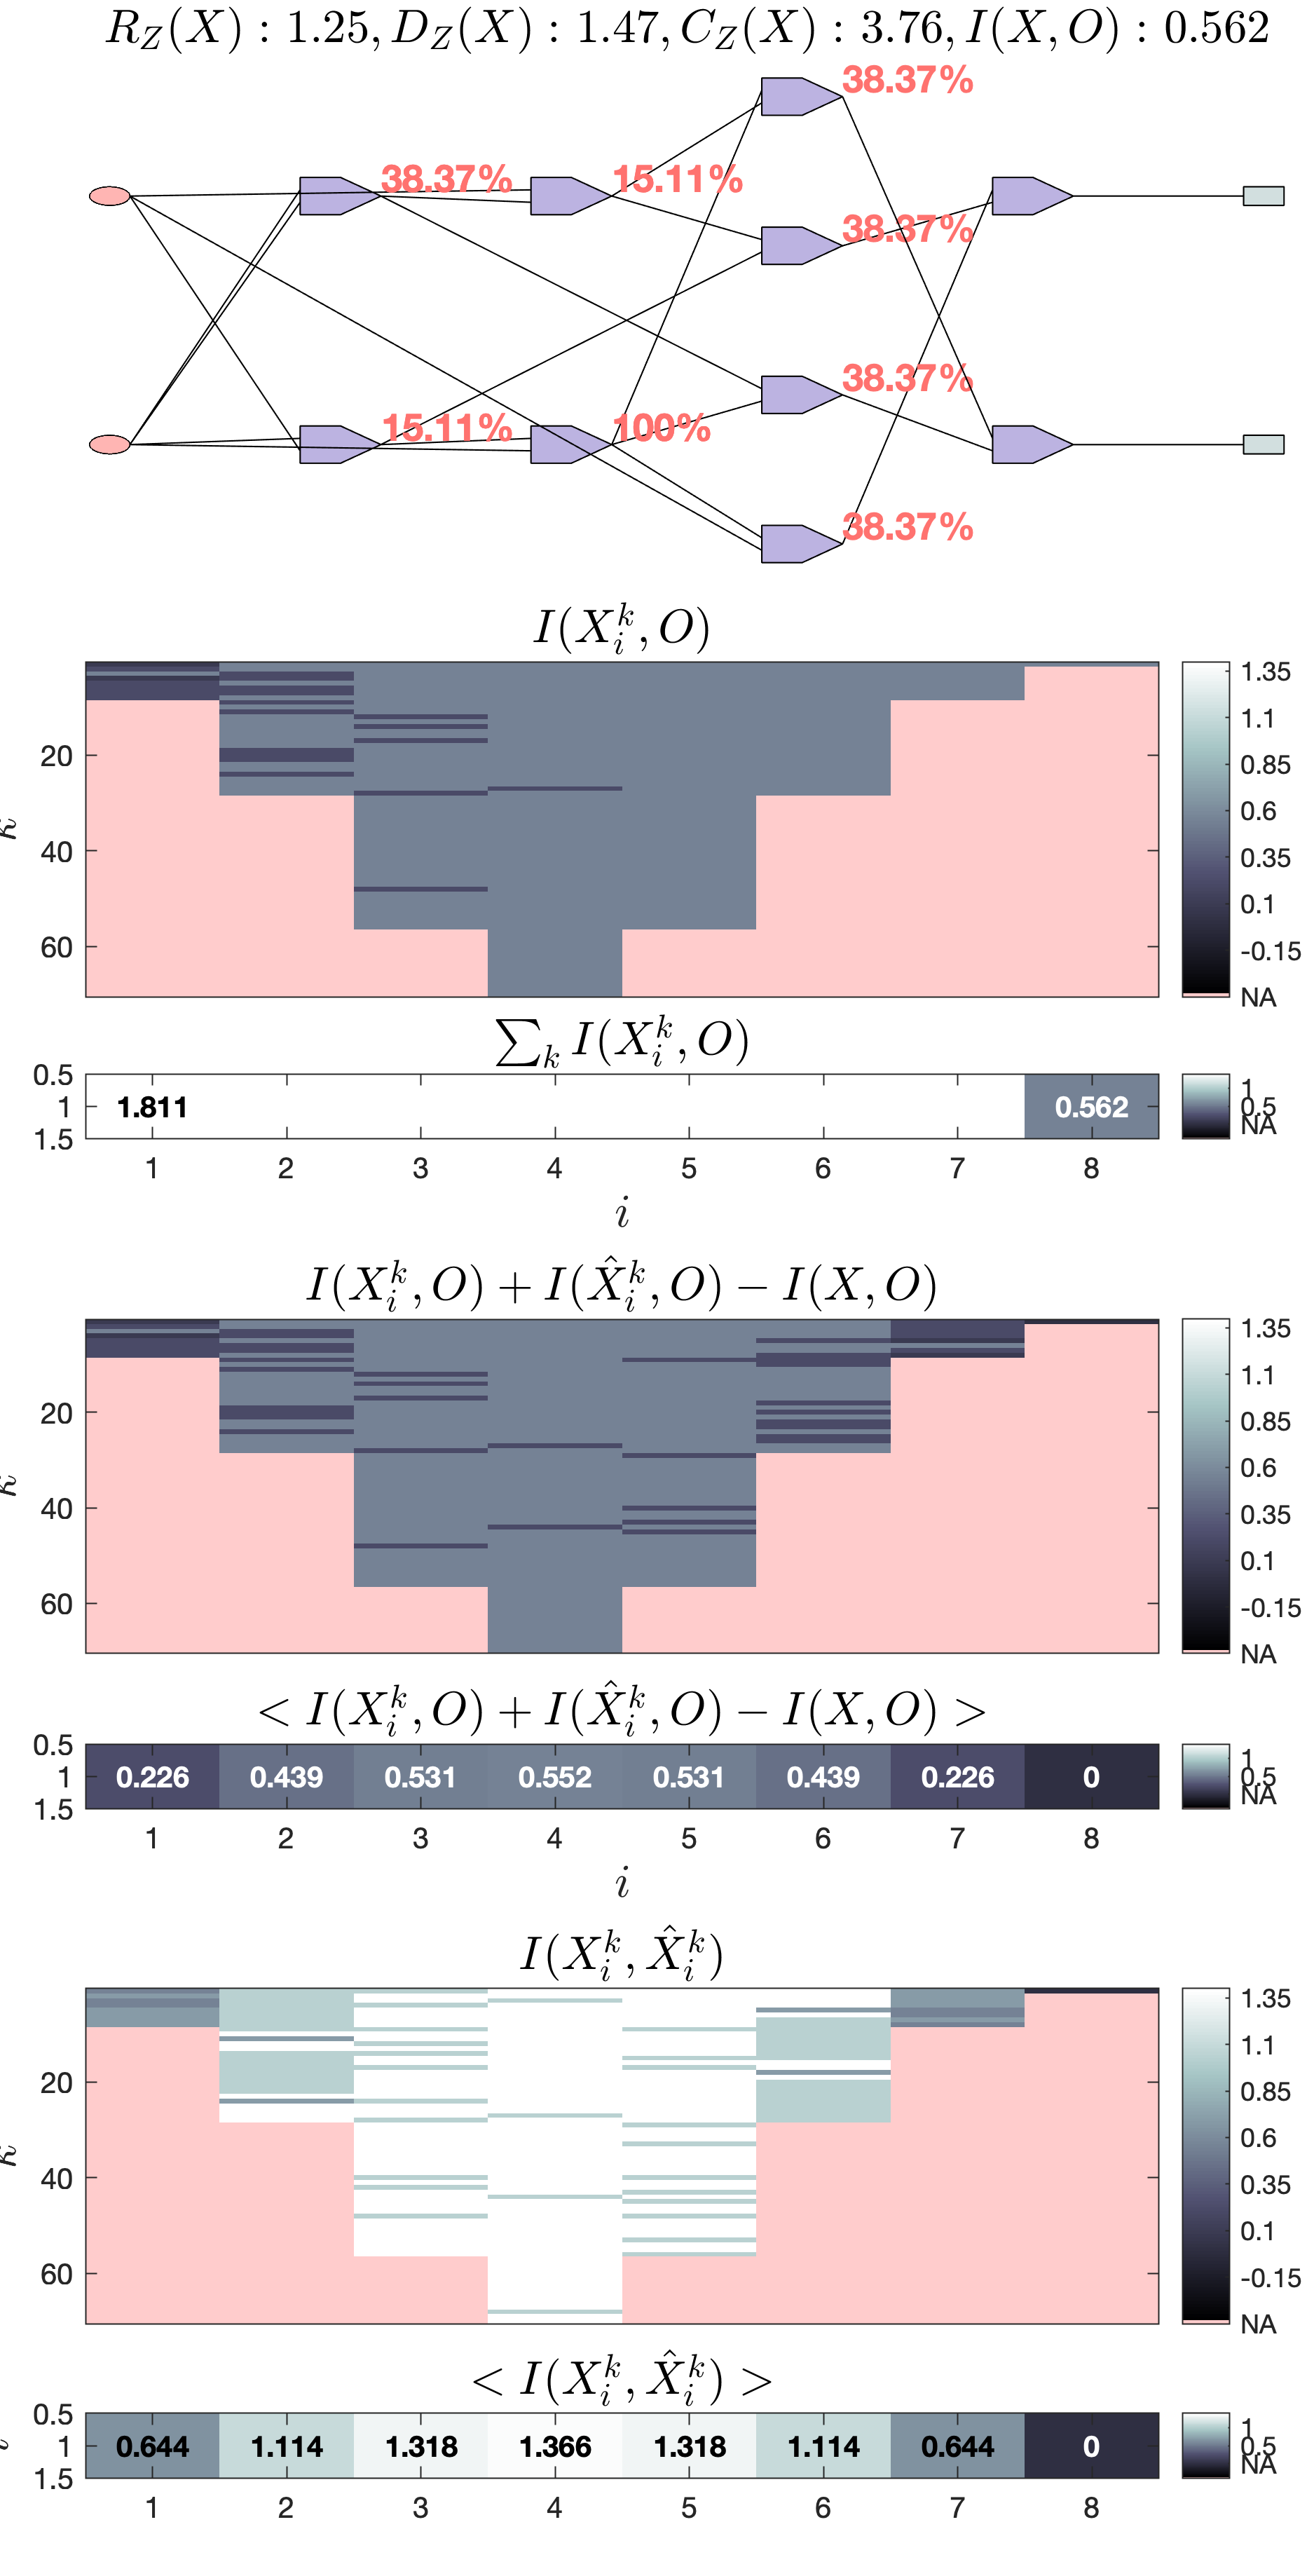 R_Z(X) : 1.25, D_Z(X) : 1.47, C_Z(X) : 3.76, I(X, O) : 0.562
38.37%
38.37%
15.11%
38.37%
38.37%
15.11%
100%
38.37%
I(X_i^k, O)
20
40
60
k
1.35
1.1
0.85
0.6
0.35
0.1
-0.15
NA
∑_k I(X_i^k, O)
0.5
1
1.5
1.811
0.562
1
0.5
NA
1 2 3 4 5 6 7 8
i
I(X_i^k, O) + I(X̂_i^k, O) − I(X, O)
20
40
60
k
1.35
1.1
0.85
0.6
0.35
0.1
-0.15
NA
< I(X_i^k, O) + I(X̂_i^k, O) − I(X, O) >
0.5
1
1.5
0.226 0.439 0.531 0.552 0.531 0.439 0.226 0
1
0.5
NA
1 2 3 4 5 6 7 8
i
I(X_i^k, X̂_i^k)
20
40
60
k
1.35
1.1
0.85
0.6
0.35
0.1
-0.15
NA
< I(X_i^k, X̂_i^k) >
0.5
1
1.5
0.644 1.114 1.318 1.366 1.318 1.114 0.644 0
1
0.5
NA
1 2 3 4 5 6 7 8